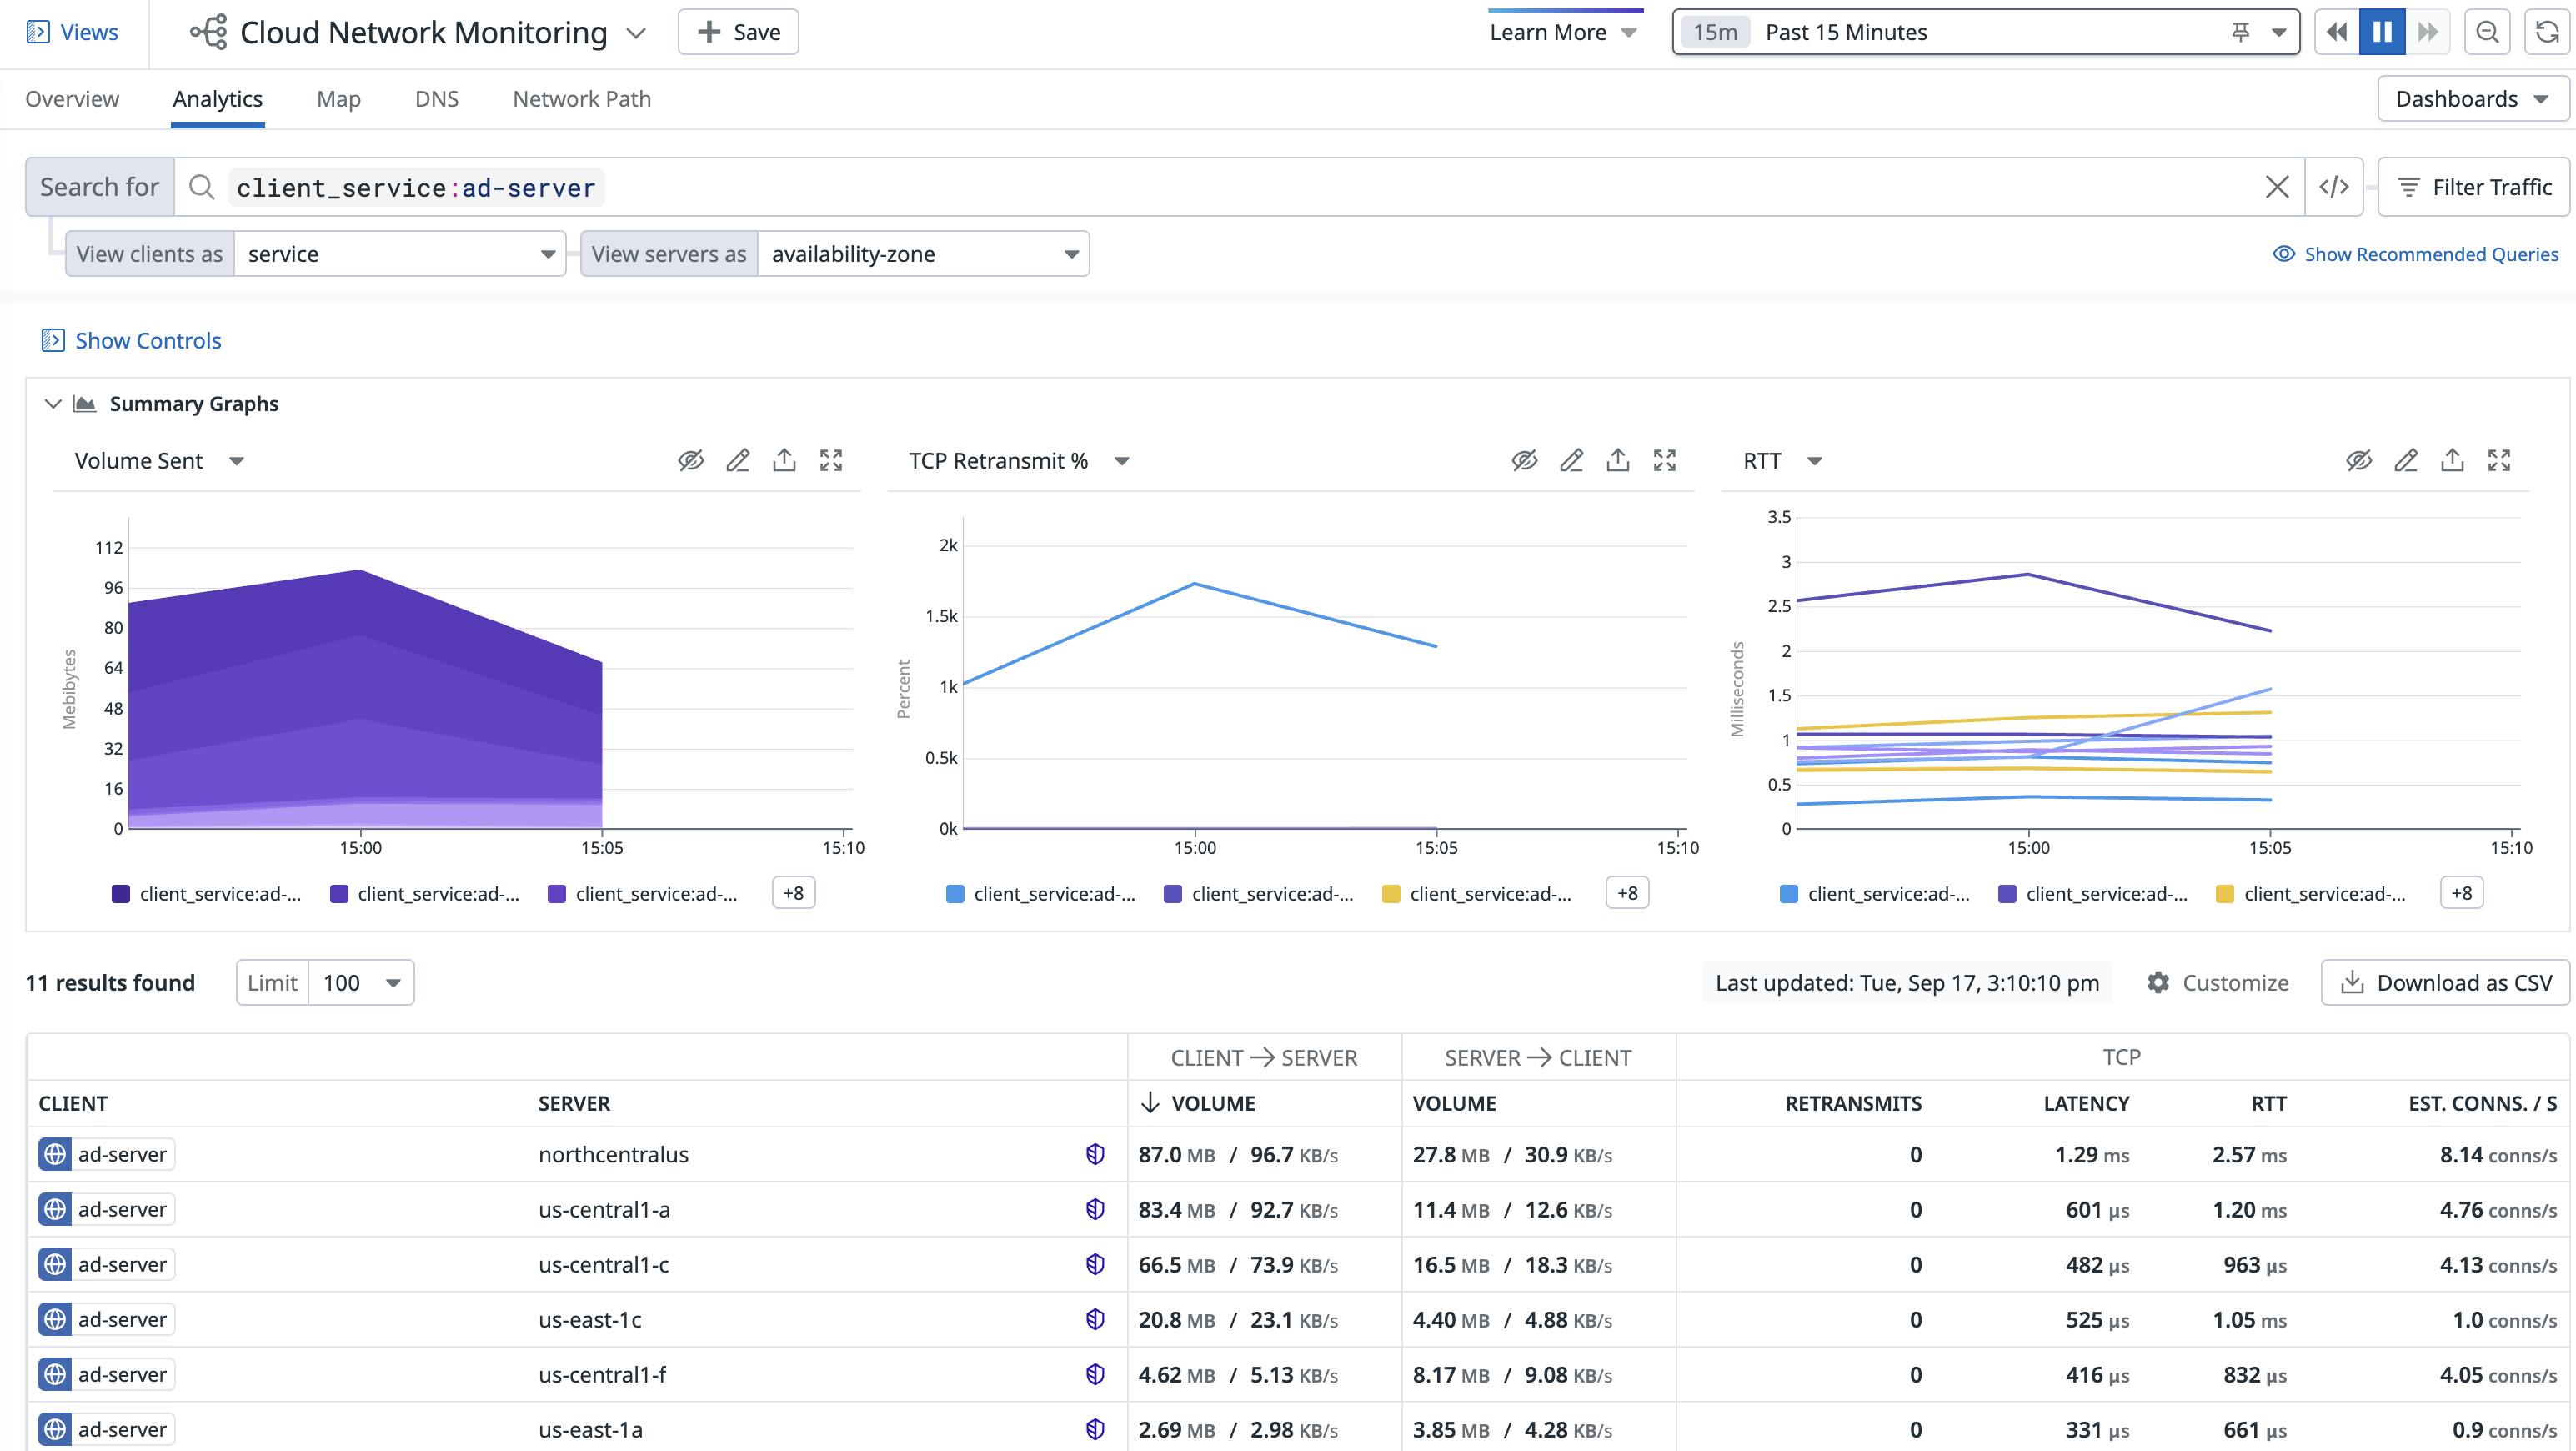 Views
Cloud Network Monitoring
Save
Learn More
15m Past 15 Minutes
Overview Analytics Map DNS Network Path
Dashboards
Search for client_service:ad-server
</>
Filter Traffic
View clients as service
View servers as availability-zone
Show Recommended Queries
Show Controls
Summary Graphs
Volume Sent
Mebibytes
112
96
80
64
48
32
16
0
15:00 15:05 15:10
client_service:ad-... client_service:ad-... client_service:ad-... +8
TCP Retransmit %
Percent
2k
1.5k
1k
0.5k
0k
15:00 15:05 15:10
client_service:ad-... client_service:ad-... client_service:ad-... +8
RTT
Milliseconds
3.5
3
2.5
2
1.5
1
0.5
0
15:00 15:05 15:10
client_service:ad-... client_service:ad-... client_service:ad-... +8
11 results found
Limit 100
Last updated: Tue, Sep 17, 3:10:10 pm
Customize
Download as CSV
CLIENT → SERVER SERVER → CLIENT TCP
CLIENT SERVER ↓ VOLUME VOLUME RETRANSMITS LATENCY RTT EST. CONNS. / S
ad-server northcentralus 87.0 MB / 96.7 KB/s 27.8 MB / 30.9 KB/s 0 1.29 ms 2.57 ms 8.14 conns/s
ad-server us-central1-a 83.4 MB / 92.7 KB/s 11.4 MB / 12.6 KB/s 0 601 µs 1.20 ms 4.76 conns/s
ad-server us-central1-c 66.5 MB / 73.9 KB/s 16.5 MB / 18.3 KB/s 0 482 µs 963 µs 4.13 conns/s
ad-server us-east-1c 20.8 MB / 23.1 KB/s 4.40 MB / 4.88 KB/s 0 525 µs 1.05 ms 1.0 conns/s
ad-server us-central1-f 4.62 MB / 5.13 KB/s 8.17 MB / 9.08 KB/s 0 416 µs 832 µs 4.05 conns/s
ad-server us-east-1a 2.69 MB / 2.98 KB/s 3.85 MB / 4.28 KB/s 0 331 µs 661 µs 0.9 conns/s